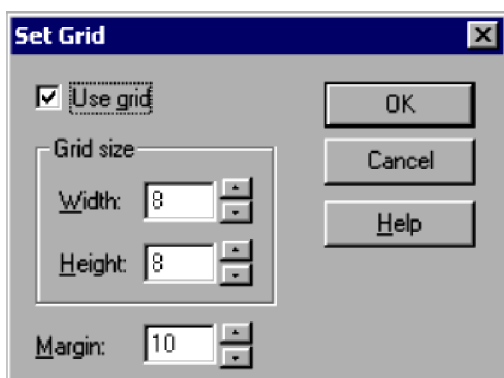 Set Grid
Use grid
OK
Grid size
Cancel
Width: 8
Help
Height: 8
Margin: 10